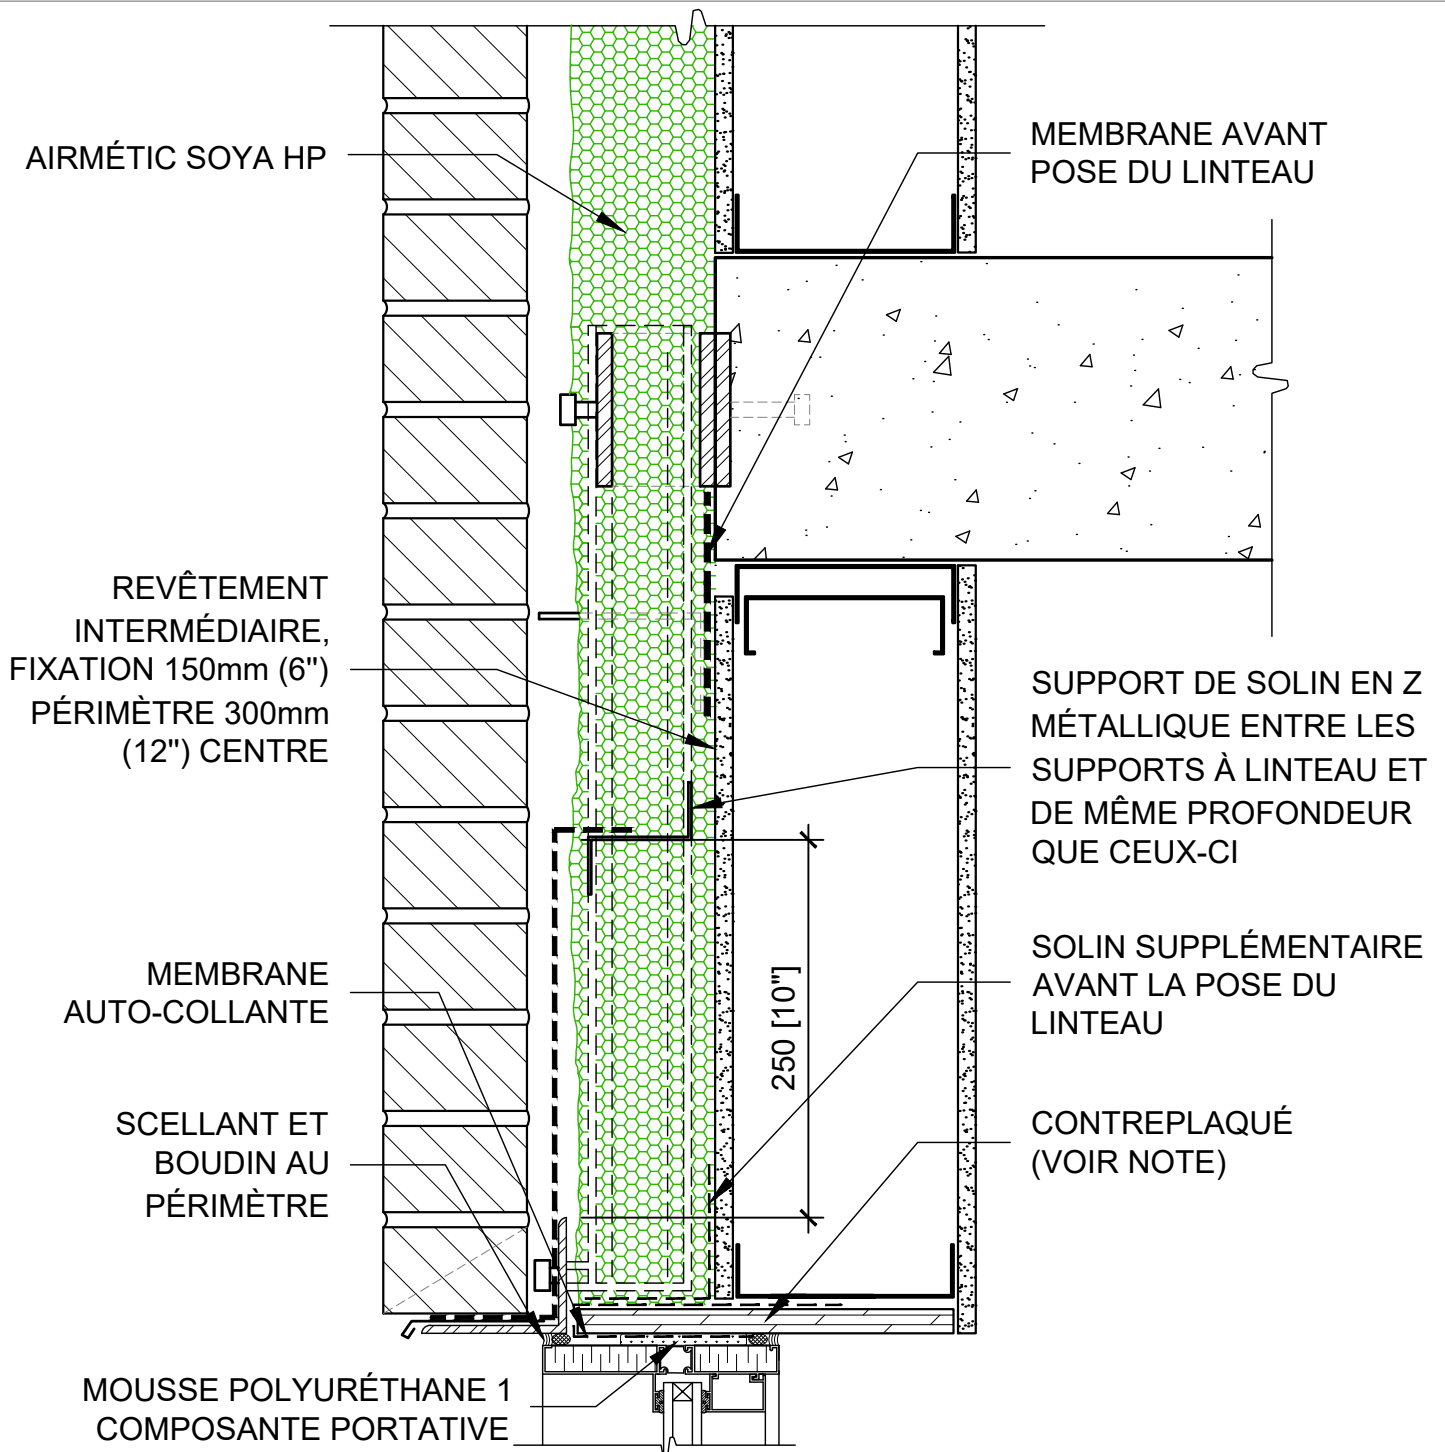 AIRMÉTIC SOYA HP
MEMBRANE AVANT
POSE DU LINTEAU
REVÊTEMENT
INTERMÉDIAIRE,
FIXATION 150mm (6")
PÉRIMÈTRE 300mm
(12") CENTRE
SUPPORT DE SOLIN EN Z
MÉTALLIQUE ENTRE LES
SUPPORTS À LINTEAU ET
DE MÊME PROFONDEUR
QUE CEUX-CI
MEMBRANE
AUTO-COLLANTE
250 [10"]
SOLIN SUPPLÉMENTAIRE
AVANT LA POSE DU
LINTEAU
SCELLANT ET
BOUDIN AU
PÉRIMÈTRE
CONTREPLAQUÉ
(VOIR NOTE)
MOUSSE POLYURÉTHANE 1
COMPOSANTE PORTATIVE